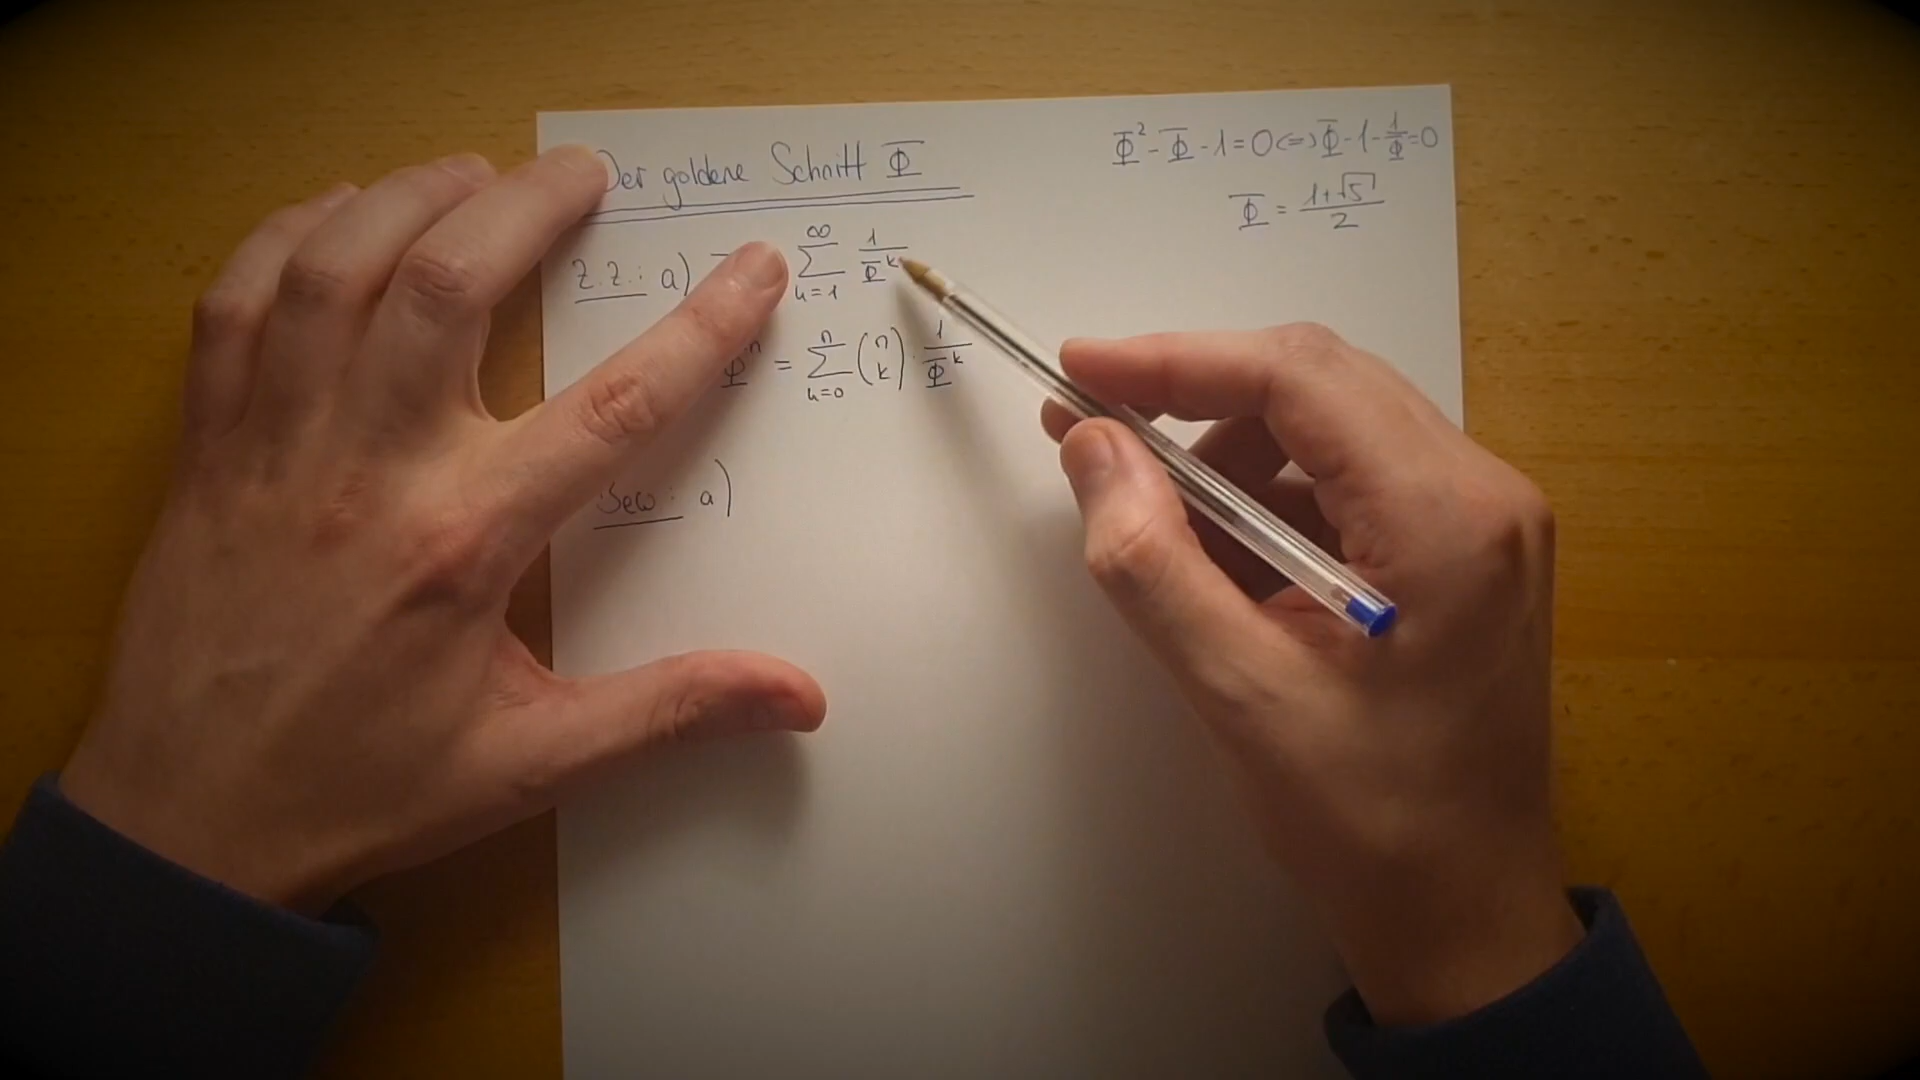 Der goldene Schnitt Φ
Φ² - Φ - 1 = 0 <=> Φ - 1 - 1/Φ = 0
Φ = (1+√5)/2
Z.Z.: a) ∑_{k=1}^{∞} 1/Φ^k
Φ^n = ∑_{k=0}^{n} (n k) · 1/Φ^k
Bew.: a)